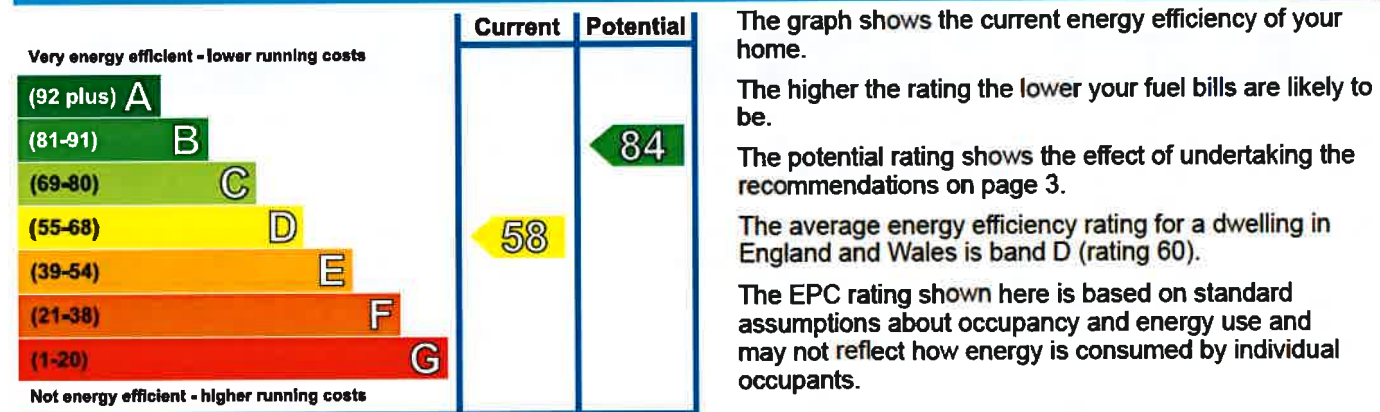 Current Potential
Very energy efficient - lower running costs
(92 plus) A
(81-91) B
84
(69-80) C
(55-68) D
58
(39-54) E
(21-38) F
(1-20) G
Not energy efficient - higher running costs
The graph shows the current energy efficiency of your
home.
The higher the rating the lower your fuel bills are likely to
be.
The potential rating shows the effect of undertaking the
recommendations on page 3.
The average energy efficiency rating for a dwelling in
England and Wales is band D (rating 60).
The EPC rating shown here is based on standard
assumptions about occupancy and energy use and
may not reflect how energy is consumed by individual
occupants.